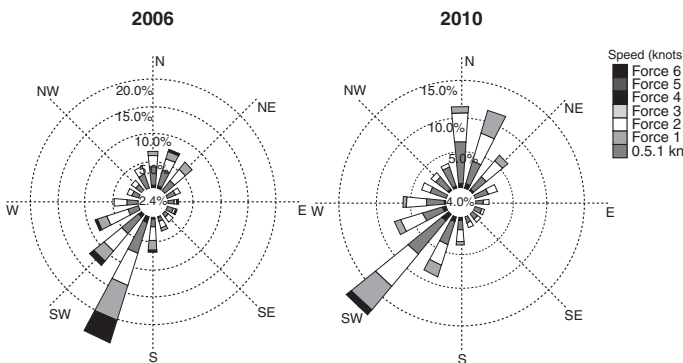 2006
2010
N
NE
E
SE
S
SW
W
NW
20.0%
15.0%
10.0%
5.0%
2.4%
N
NE
E
SE
S
SW
W
NW
15.0%
10.0%
5.0%
4.0%
Speed (knots
Force 6
Force 5
Force 4
Force 3
Force 2
Force 1
0.5.1 kn